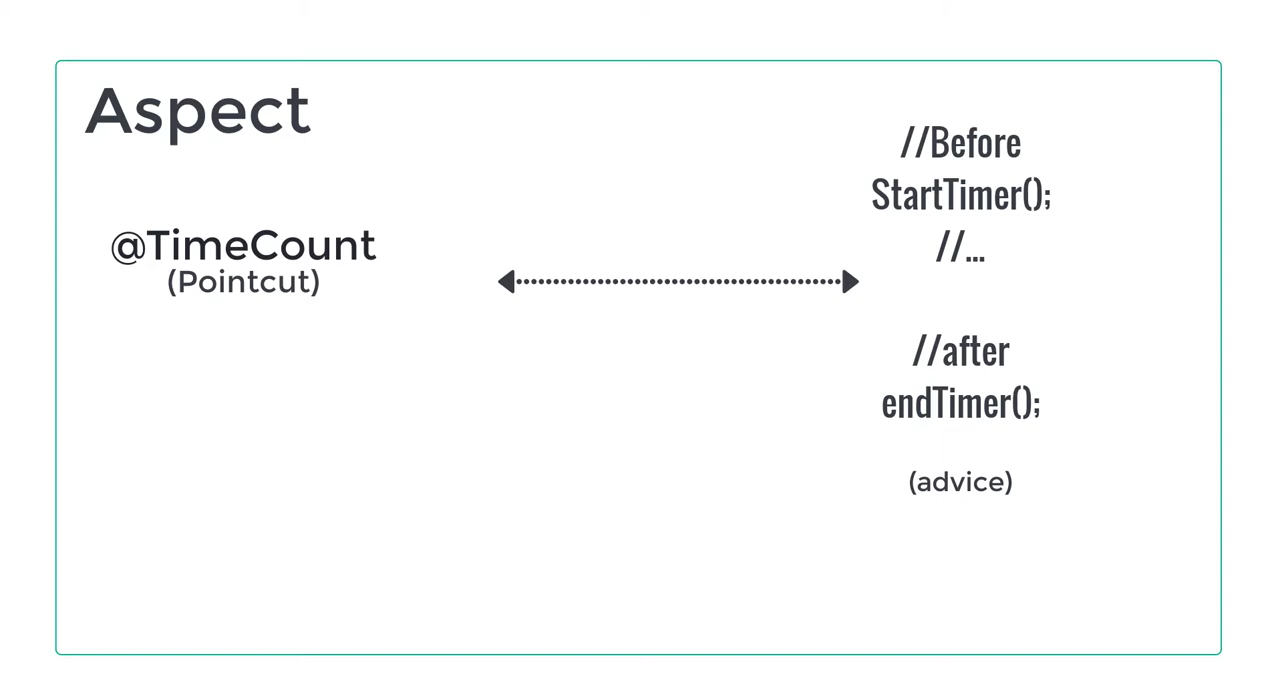 Aspect
@TimeCount
(Pointcut)
//Before
StartTimer();
//...
//after
endTimer();
(advice)